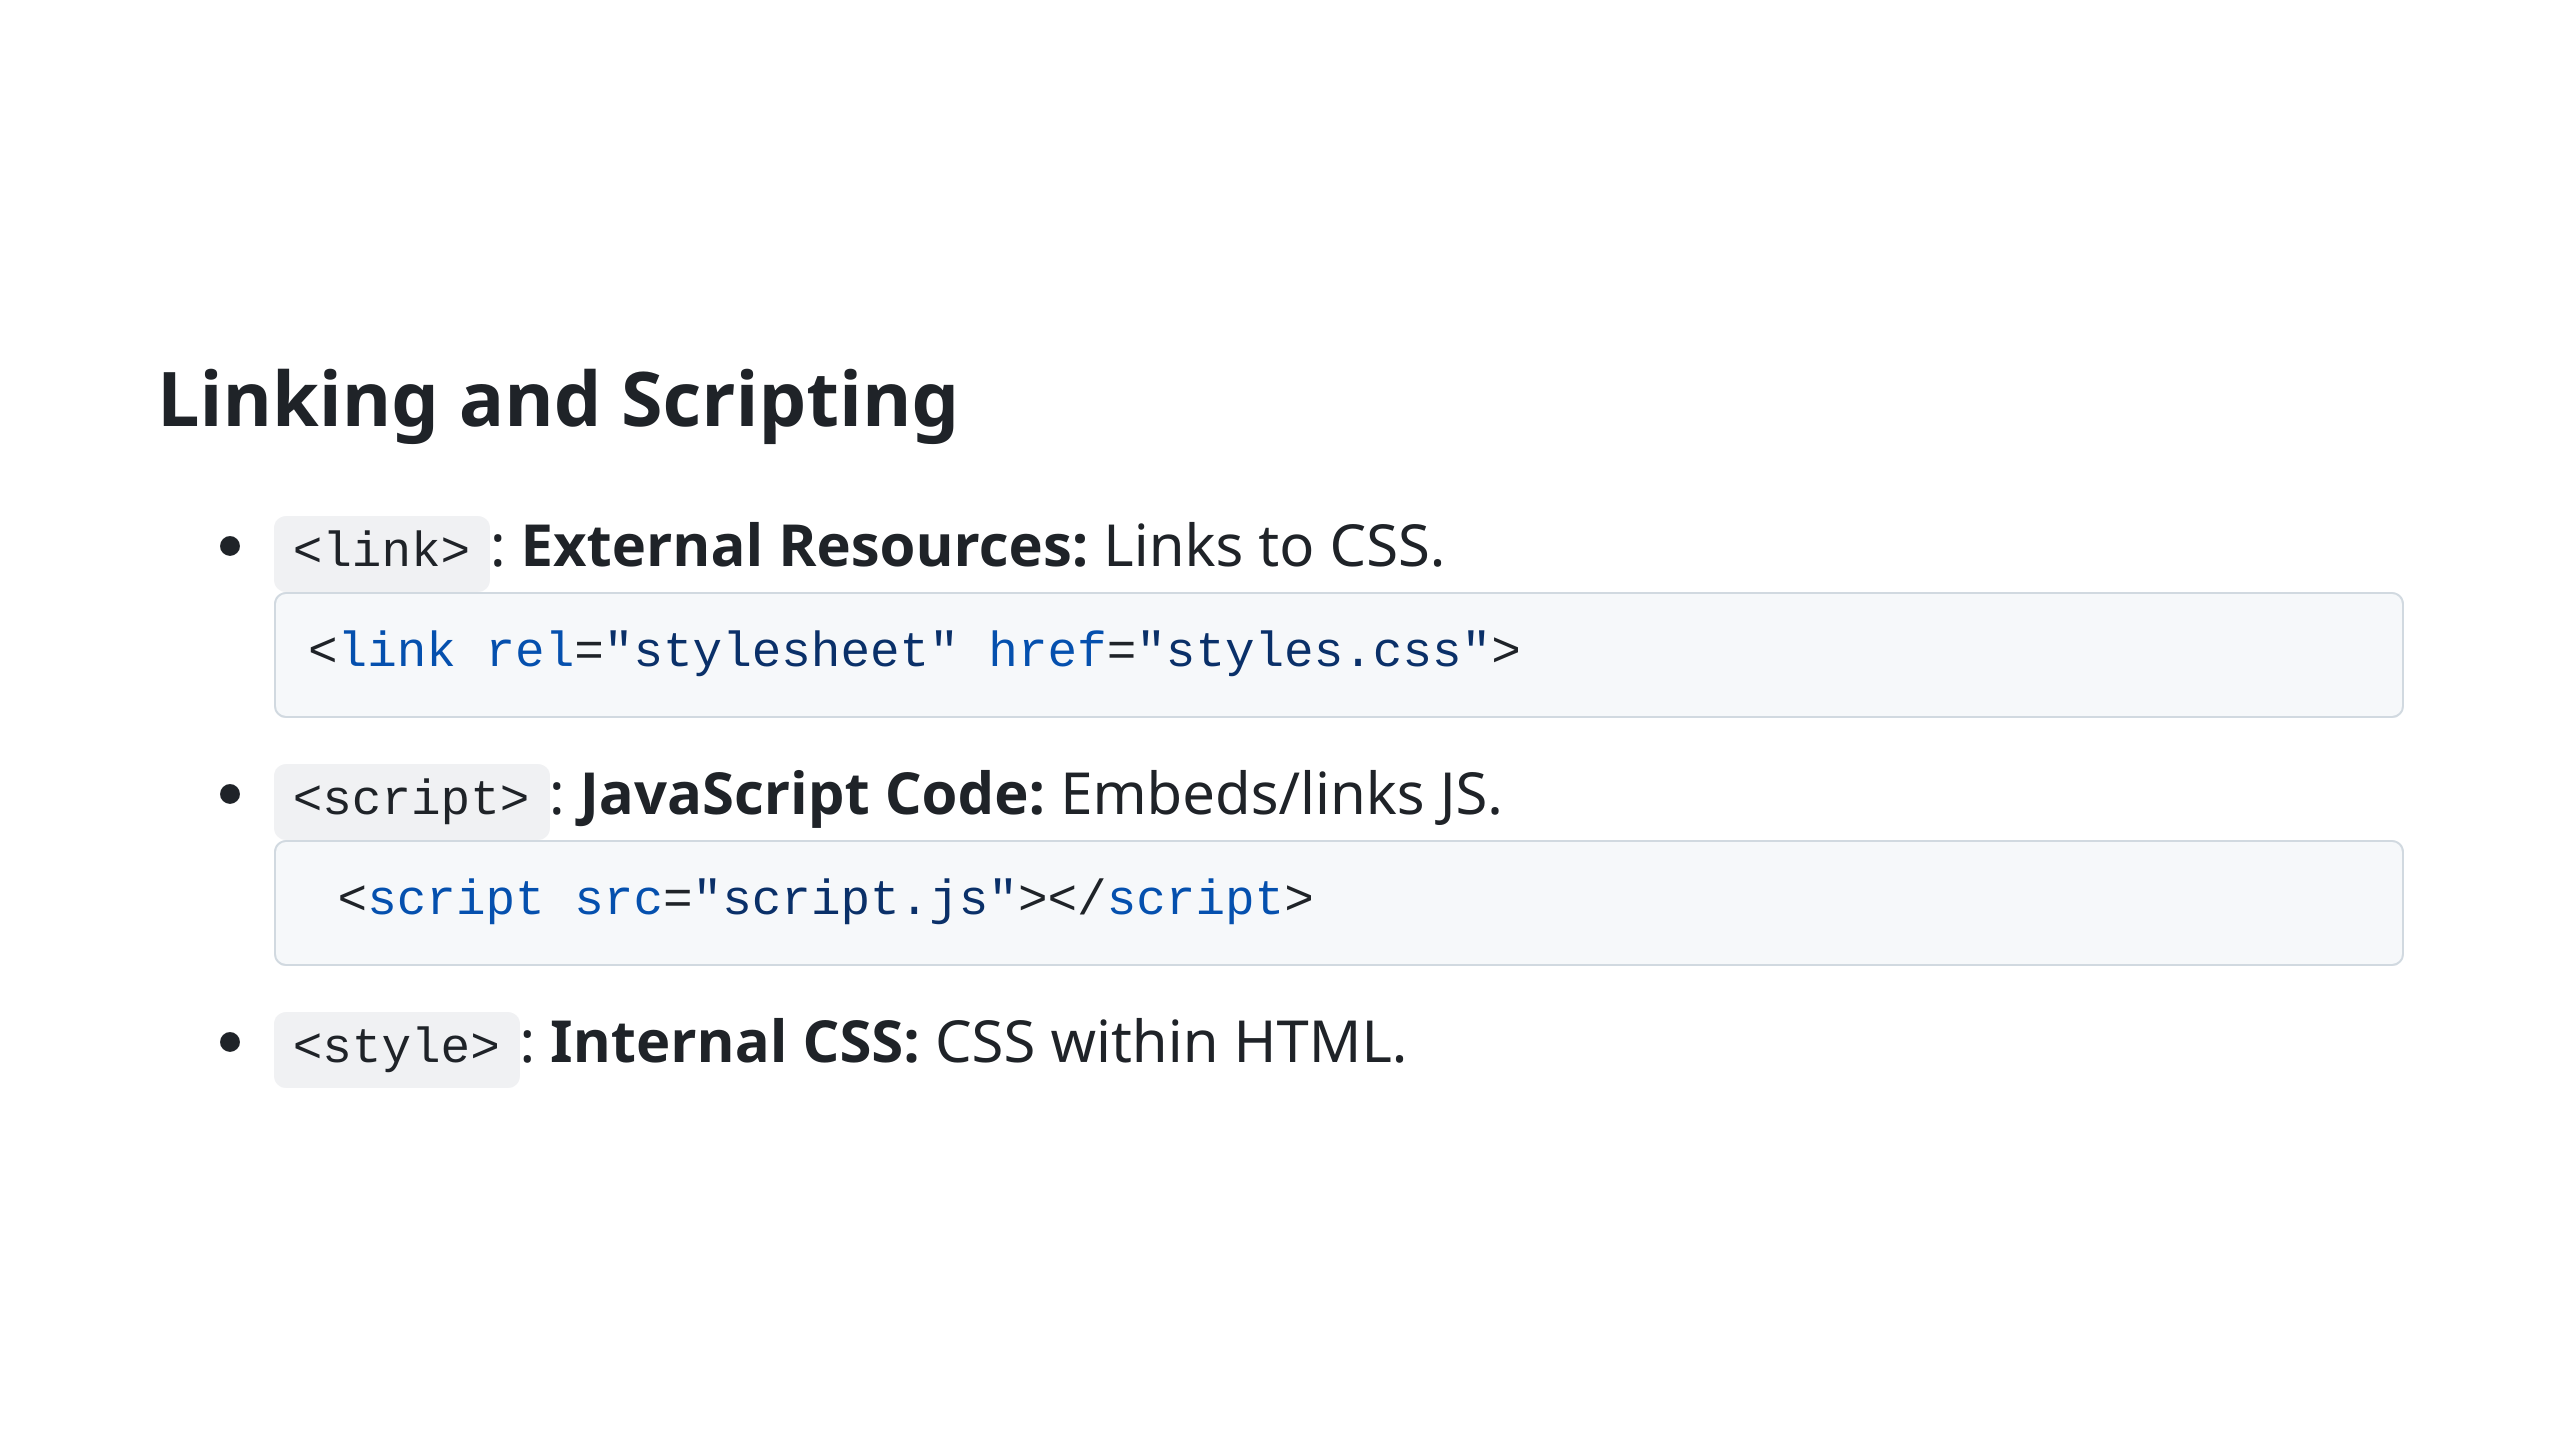 Linking and Scripting
• <link>: External Resources: Links to CSS.
<link rel="stylesheet" href="styles.css">
• <script>: JavaScript Code: Embeds/links JS.
<script src="script.js"></script>
• <style>: Internal CSS: CSS within HTML.